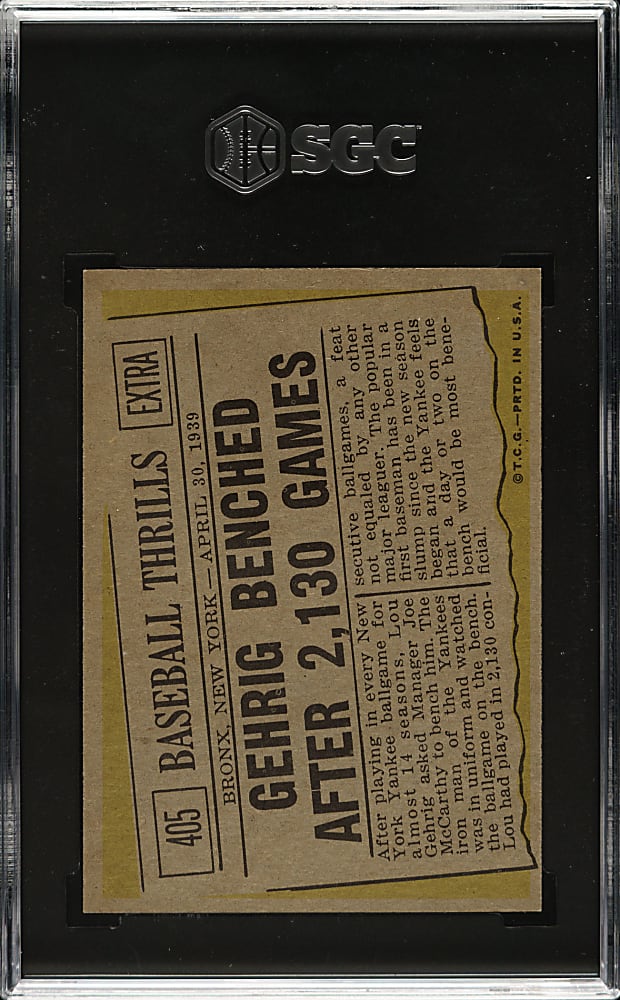 SGC
405 BASEBALL THRILLS EXTRA
BRONX, NEW YORK—APRIL 30, 1939
GEHRIG BENCHED
AFTER 2,130 GAMES
After playing in every New
York Yankee ballgame for
almost 14 seasons, Lou
Gehrig asked Manager Joe
McCarthy to bench him. The
iron man of the Yankees
was in uniform and watched
the ballgame on the bench.
Lou had played in 2,130 con-
secutive ballgames, a feat
not equaled by any other
major leaguer. The popular
first baseman has been in a
slump since the new season
began and the Yankee feels
that a day or two on the
bench would be most bene-
ficial.
©T.C.G.—PRTD. IN U.S.A.